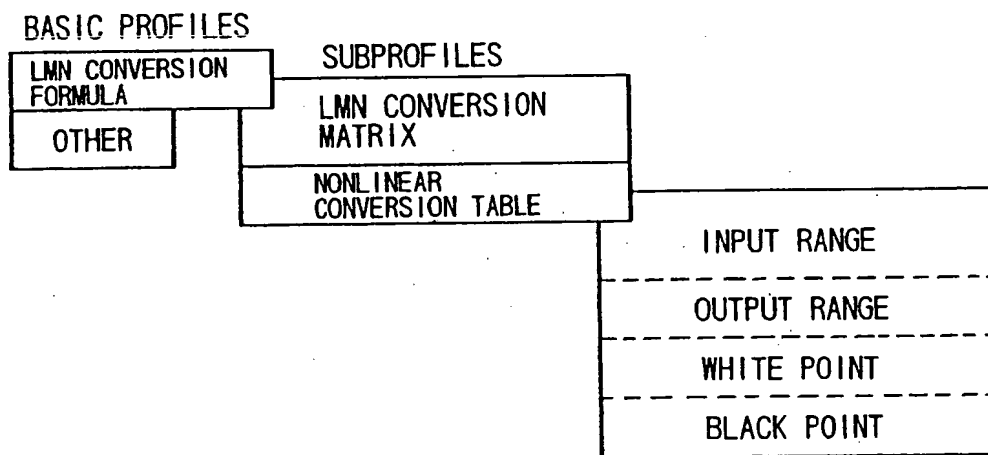 BASIC PROFILES
LMN CONVERSION
FORMULA
OTHER
SUBPROFILES
LMN CONVERSION
MATRIX
NONLINEAR
CONVERSION TABLE
INPUT RANGE
OUTPUT RANGE
WHITE POINT
BLACK POINT